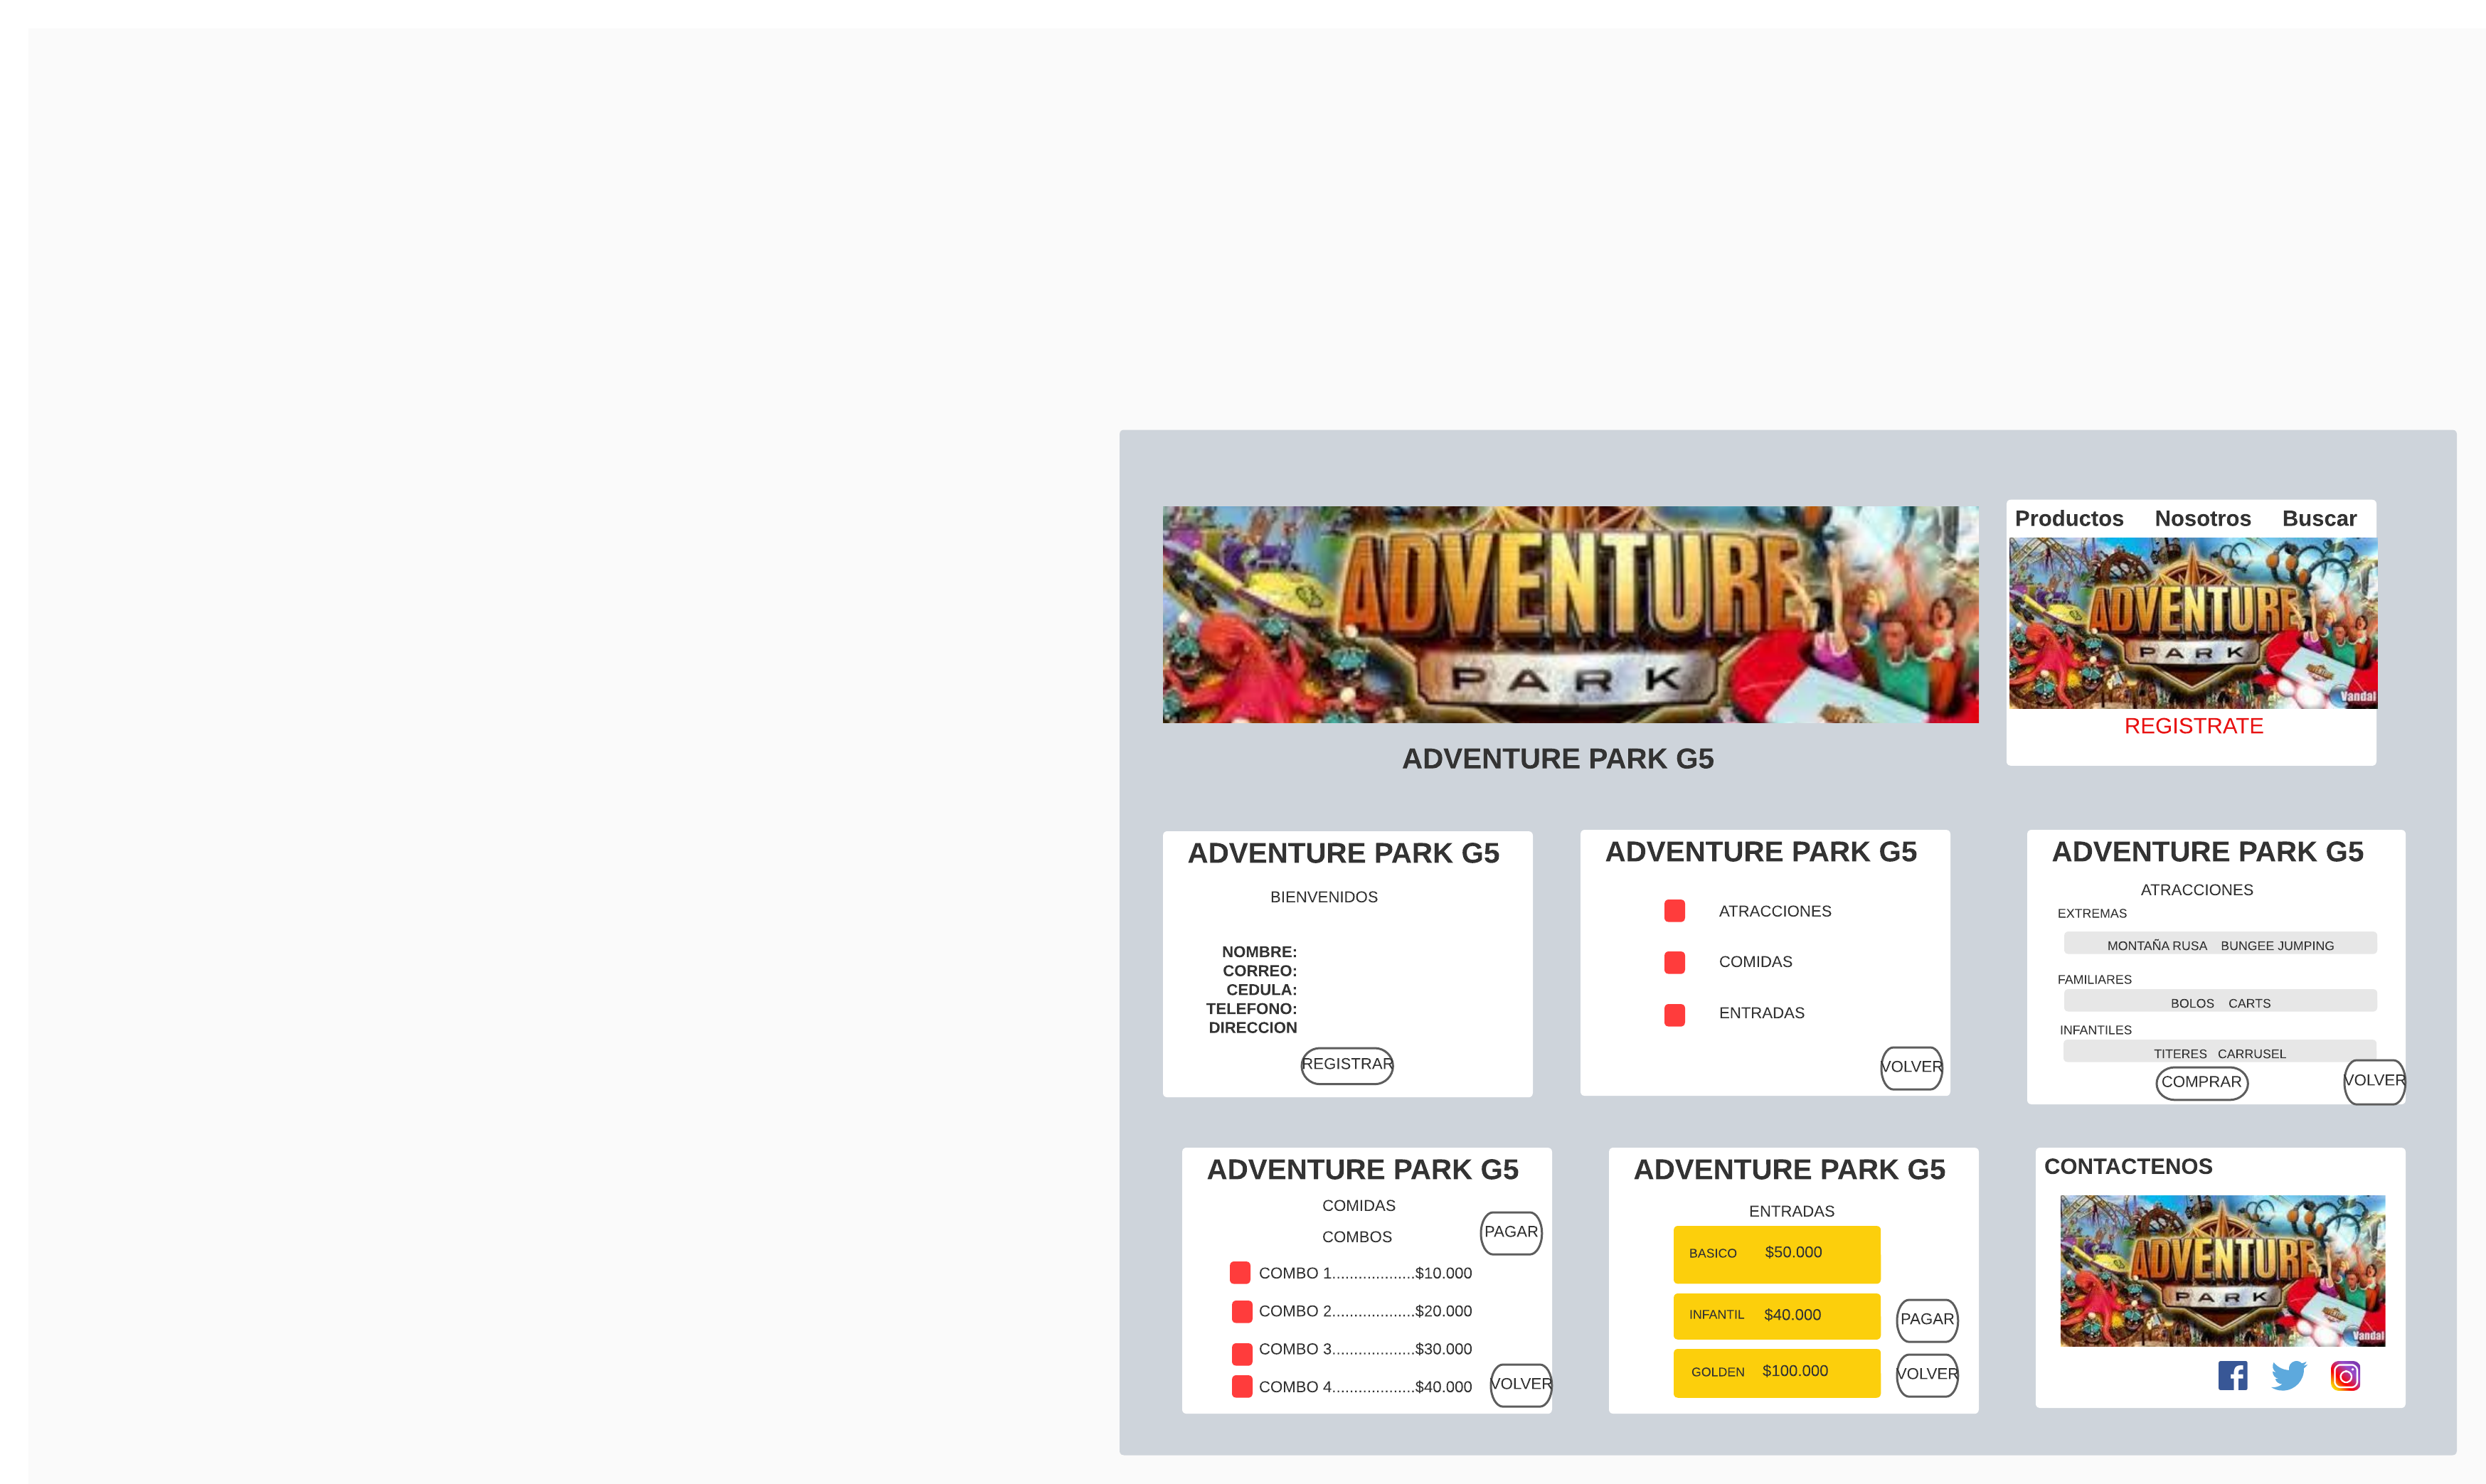 ADVENTURE
PARK
ADVENTURE PARK G5
Productos Nosotros Buscar
ADVENTURE
PARK
Vandal
REGISTRATE
ADVENTURE PARK G5
BIENVENIDOS
NOMBRE:
CORREO:
CEDULA:
TELEFONO:
DIRECCION
REGISTRAR
ADVENTURE PARK G5
ATRACCIONES
COMIDAS
ENTRADAS
VOLVER
ADVENTURE PARK G5
ATRACCIONES
EXTREMAS
MONTAÑA RUSA BUNGEE JUMPING
FAMILIARES
BOLOS CARTS
INFANTILES
TITERES CARRUSEL
COMPRAR
VOLVER
ADVENTURE PARK G5
COMIDAS
COMBOS
PAGAR
COMBO 1...................$10.000
COMBO 2...................$20.000
COMBO 3...................$30.000
COMBO 4...................$40.000
VOLVER
ADVENTURE PARK G5
ENTRADAS
BASICO $50.000
INFANTIL $40.000
PAGAR
GOLDEN $100.000
VOLVER
CONTACTENOS
ADVENTURE
PARK
Vandal